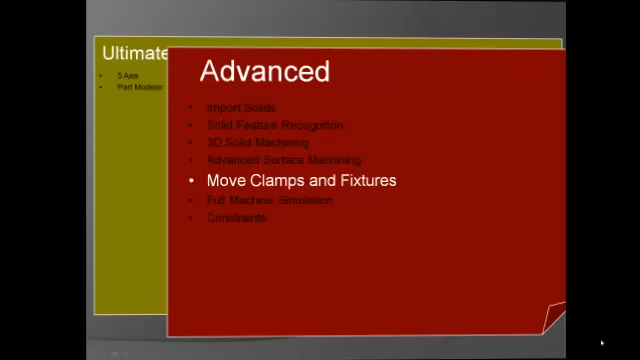 Ultimate
• 5 Axis
• Part Modeler
Advanced
• Import Solids
• Solid Feature Recognition
• 3D Solid Machining
• Advanced Surface Machining
• Move Clamps and Fixtures
• Full Machine Simulation
• Constraints